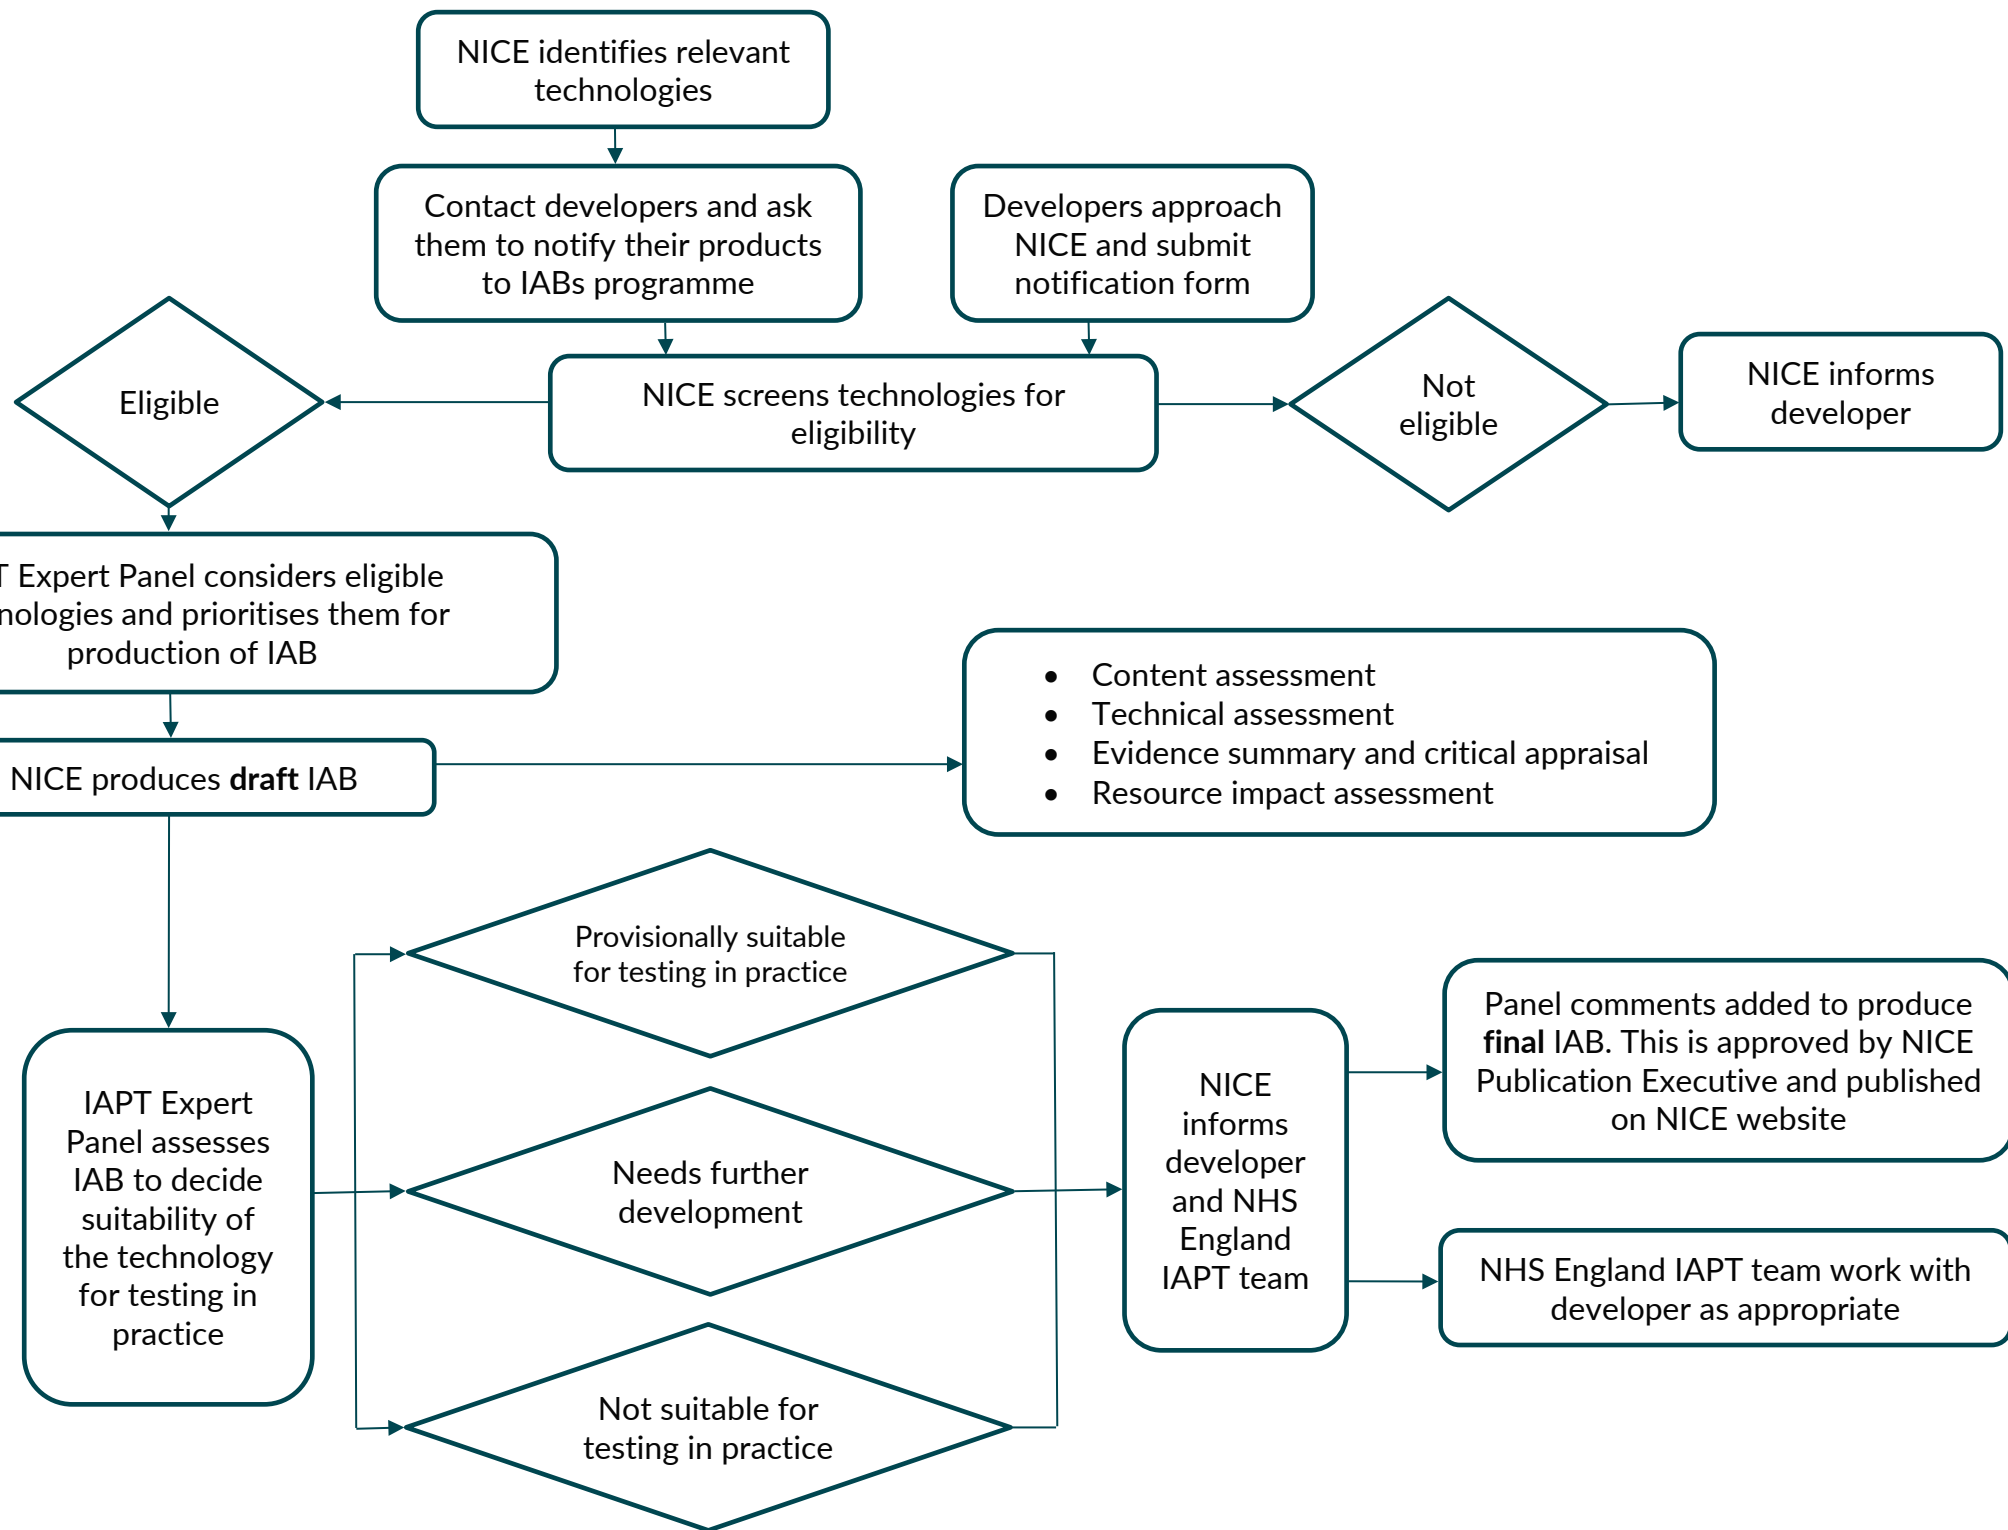 NICE identifies relevant
technologies
Contact developers and ask
them to notify their products
to IABs programme
Developers approach
NICE and submit
notification form
Eligible
NICE screens technologies for
eligibility
Not
eligible
NICE informs
developer
T Expert Panel considers eligible
nologies and prioritises them for
production of IAB
NICE produces draft IAB
• Content assessment
• Technical assessment
• Evidence summary and critical appraisal
• Resource impact assessment
Provisionally suitable
for testing in practice
IAPT Expert
Panel assesses
IAB to decide
suitability of
the technology
for testing in
practice
Needs further
development
Not suitable for
testing in practice
NICE
informs
developer
and NHS
England
IAPT team
Panel comments added to produce
final IAB. This is approved by NICE
Publication Executive and published
on NICE website
NHS England IAPT team work with
developer as appropriate